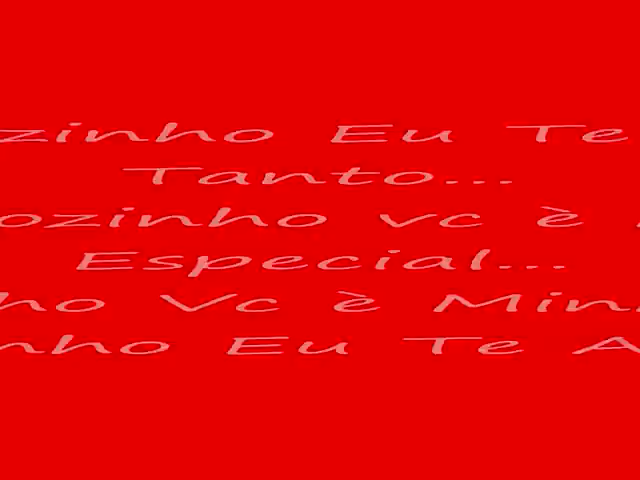 zinho Eu Te
Tanto...
ozinho vc è
Especial...
ho Vc è Min
nho Eu Te A